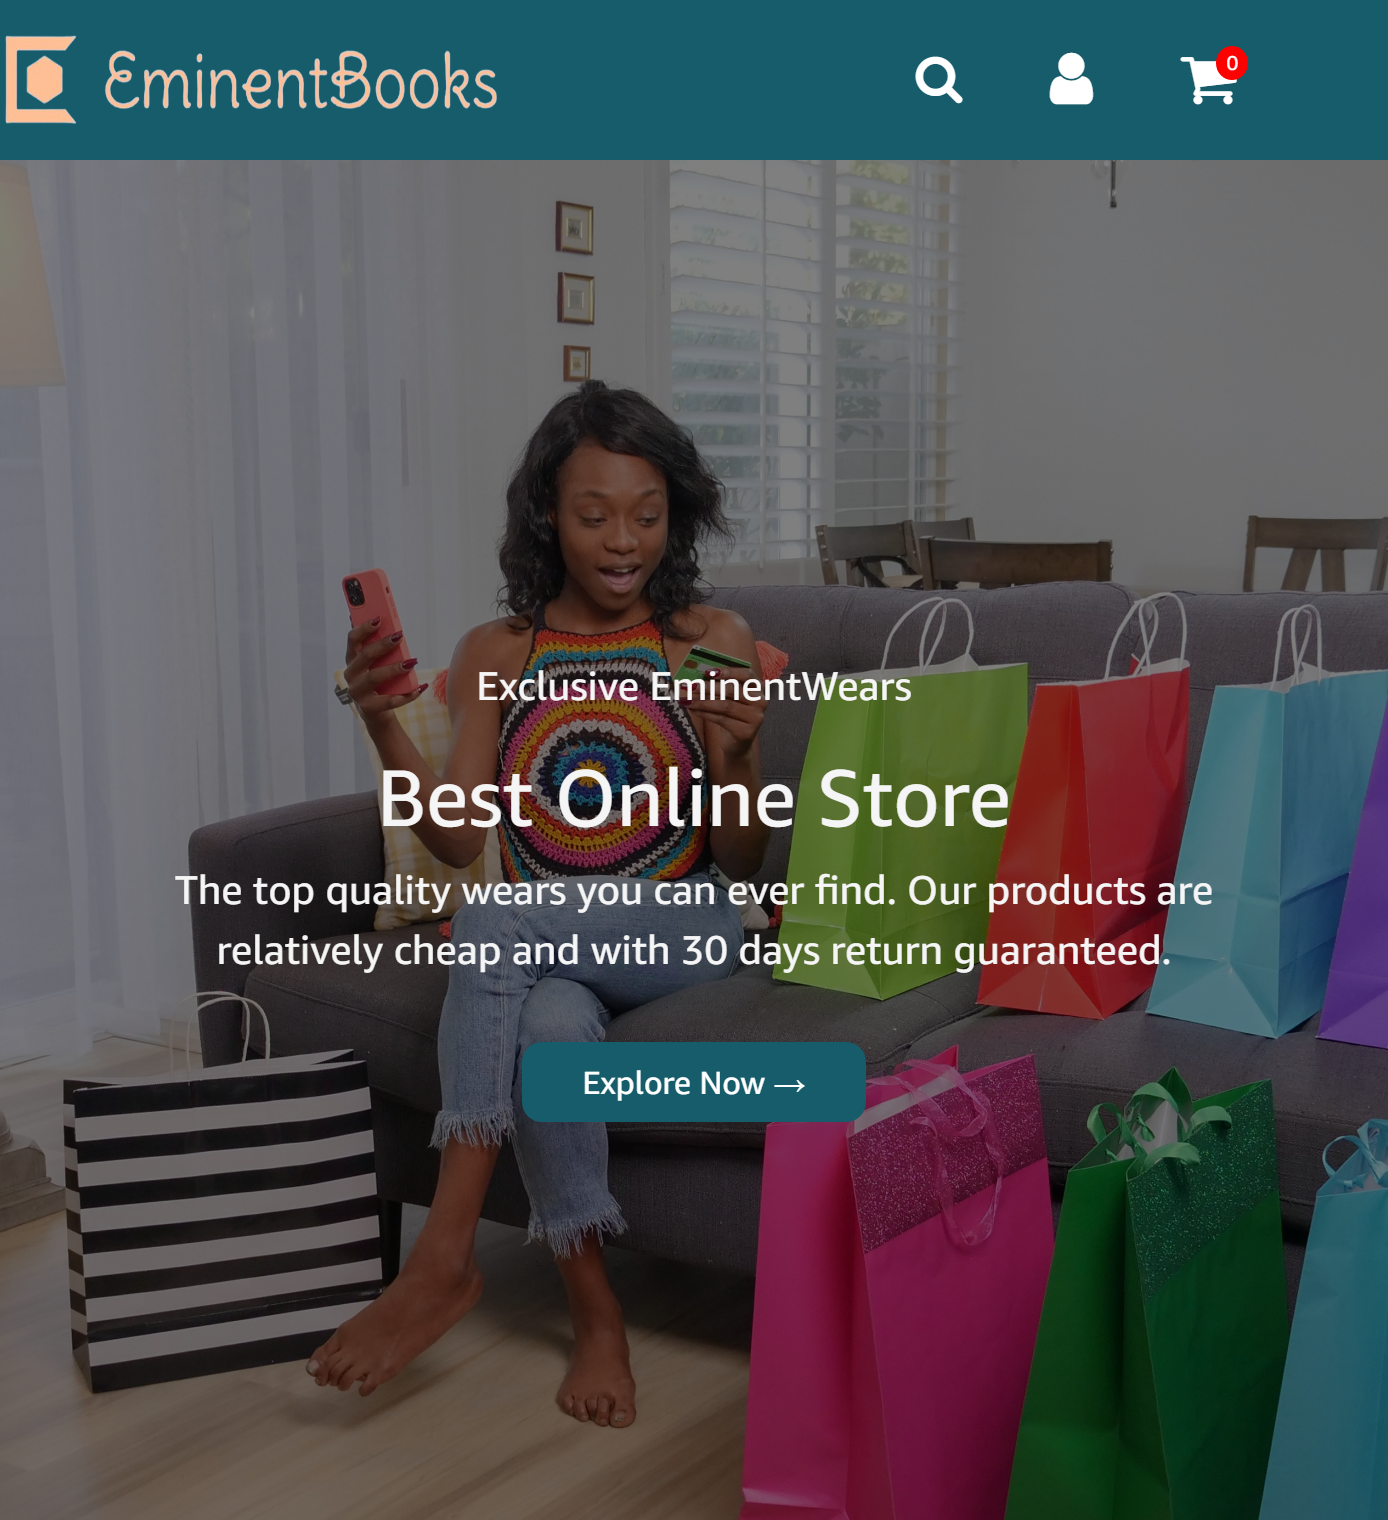 EminentBooks
0
Exclusive EminentWears
Best Online Store
The top quality wears you can ever find. Our products are
relatively cheap and with 30 days return guaranteed.
Explore Now →